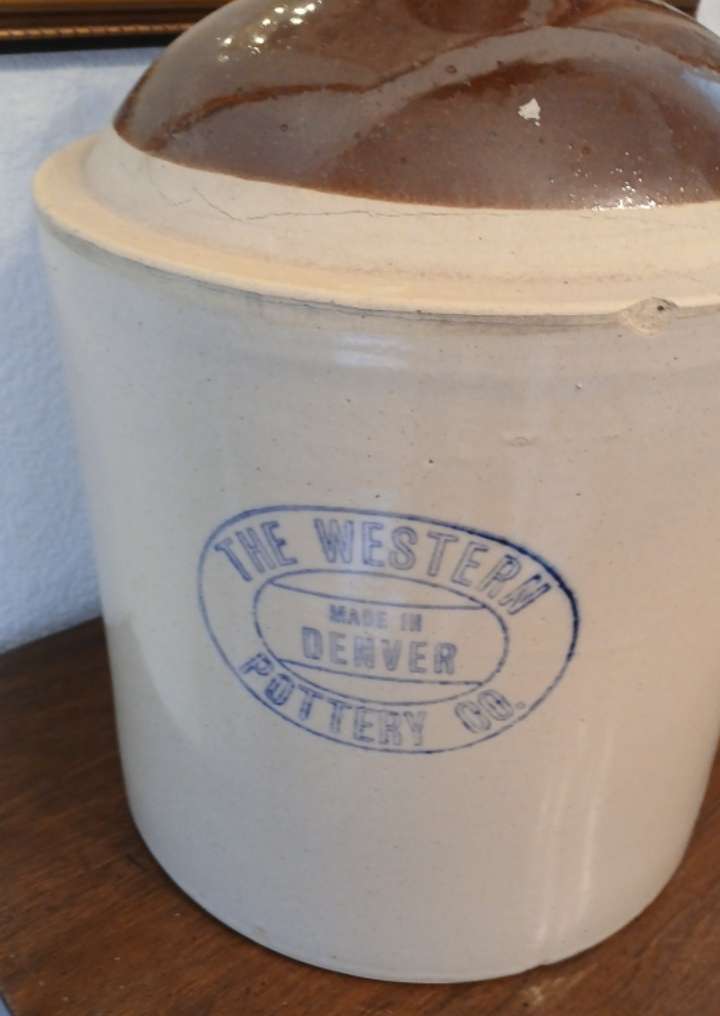 THE WESTERN
MADE IN
DENVER
POTTERY CO.